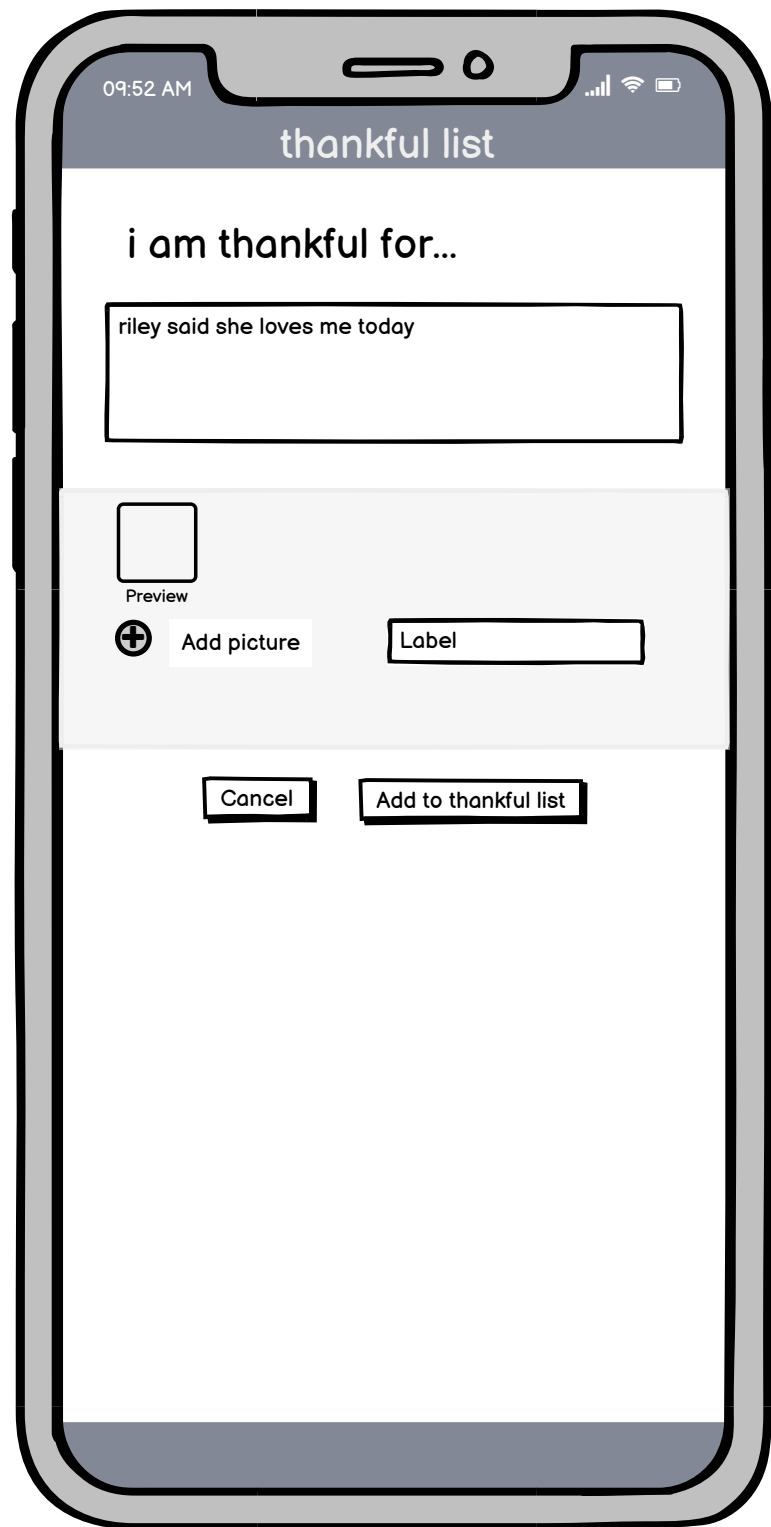 09:52 AM
thankful list
i am thankful for...
riley said she loves me today
Preview
Add picture
Label
Cancel
Add to thankful list